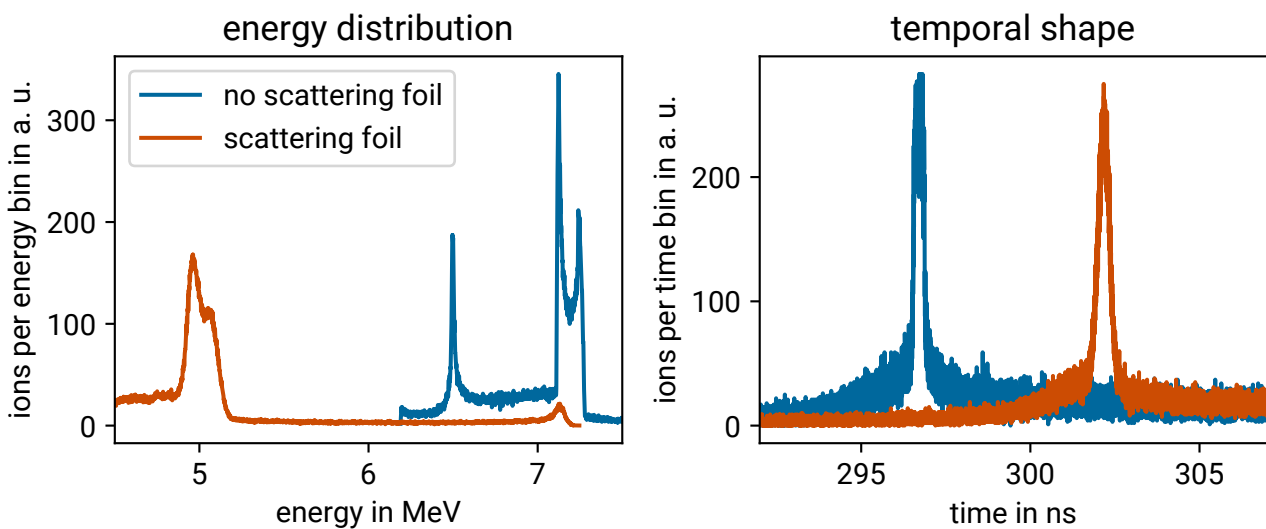 energy distribution
ions per energy bin in a. u.
300
200
100
0
no scattering foil
scattering foil
5
6
7
energy in MeV
temporal shape
ions per time bin in a. u.
200
100
0
295
300
305
time in ns